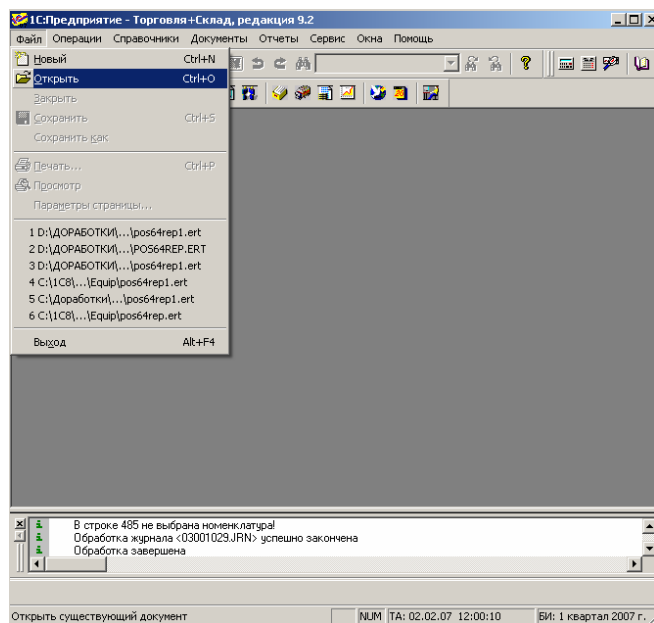 1С:Предприятие - Торговля+Склад, редакция 9.2
Файл Операции Справочники Документы Отчеты Сервис Окна Помощь
Новый Ctrl+N
Открыть Ctrl+O
Закрыть
Сохранить Ctrl+S
Сохранить как
Печать... Ctrl+P
Просмотр
Параметры страницы...
1 D:\ДОРАБОТКИ\...\pos64rep1.ert
2 D:\ДОРАБОТКИ\...\POS64REP.ERT
3 D:\ДОРАБОТКИ\...\pos64rep1.ert
4 C:\1C8\...\Equip\pos64rep1.ert
5 C:\Доработки\...\pos64rep1.ert
6 C:\1C8\...\Equip\pos64rep.ert
Выход Alt+F4
В строке 485 не выбрана номенклатура!
Обработка журнала <03001029.JRN> успешно закончена
Обработка завершена
Открыть существующий документ NUM ТА: 02.02.07 12:00:10 БИ: 1 квартал 2007 г.